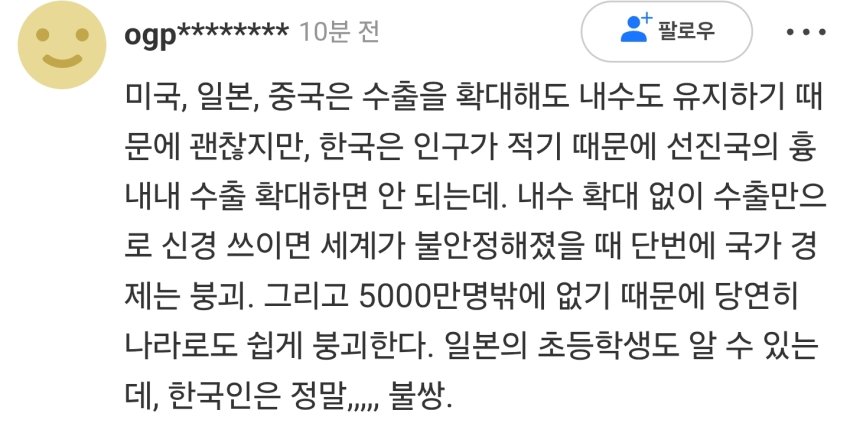 ogp******** 10분 전 팔로우
미국, 일본, 중국은 수출을 확대해도 내수도 유지하기 때
문에 괜찮지만, 한국은 인구가 적기 때문에 선진국의 흉
내내 수출 확대하면 안 되는데. 내수 확대 없이 수출만으
로 신경 쓰이면 세계가 불안정해졌을 때 단번에 국가 경
제는 붕괴. 그리고 5000만명밖에 없기 때문에 당연히
나라로도 쉽게 붕괴한다. 일본의 초등학생도 알 수 있는
데, 한국인은 정말,,,,, 불쌍.